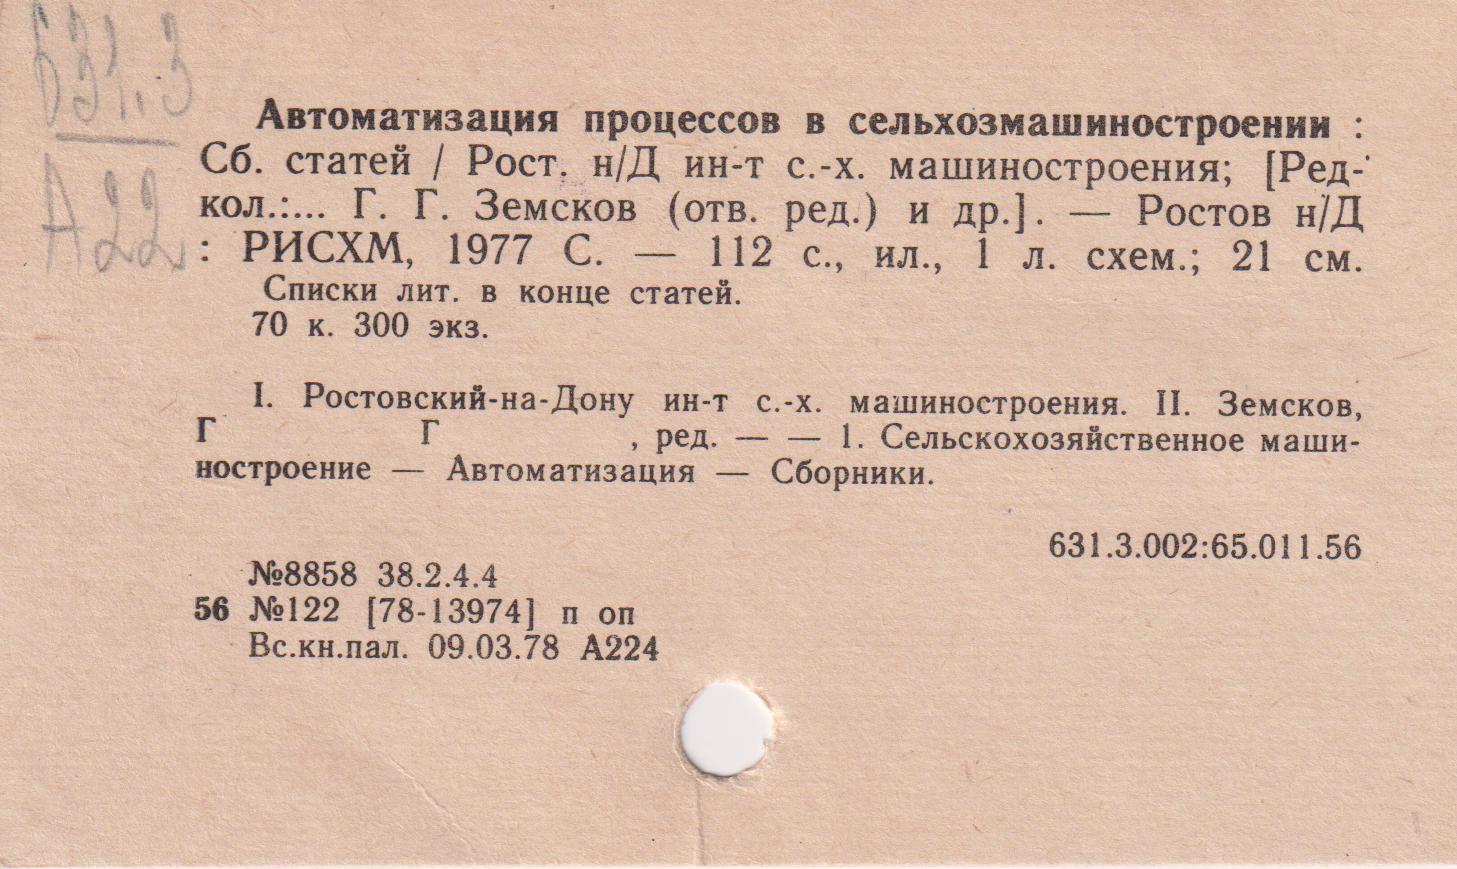 631.3
А22
Автоматизация процессов в сельхозмашиностроении :
Сб. статей / Рост. н/Д ин-т с.-х. машиностроения; [Ред-
кол.:... Г. Г. Земсков (отв. ред.) и др.]. — Ростов н/Д
: РИСХМ, 1977 С. — 112 с., ил., 1 л. схем.; 21 см.
Списки лит. в конце статей.
70 к. 300 экз.
I. Ростовский-на-Дону ин-т с.-х. машиностроения. II. Земсков,
Г Г , ред. — — 1. Сельскохозяйственное маши-
ностроение — Автоматизация — Сборники.
631.3.002:65.011.56
№8858 38.2.4.4
56 №122 [78-13974] п оп
Вс.кн.пал. 09.03.78 А224